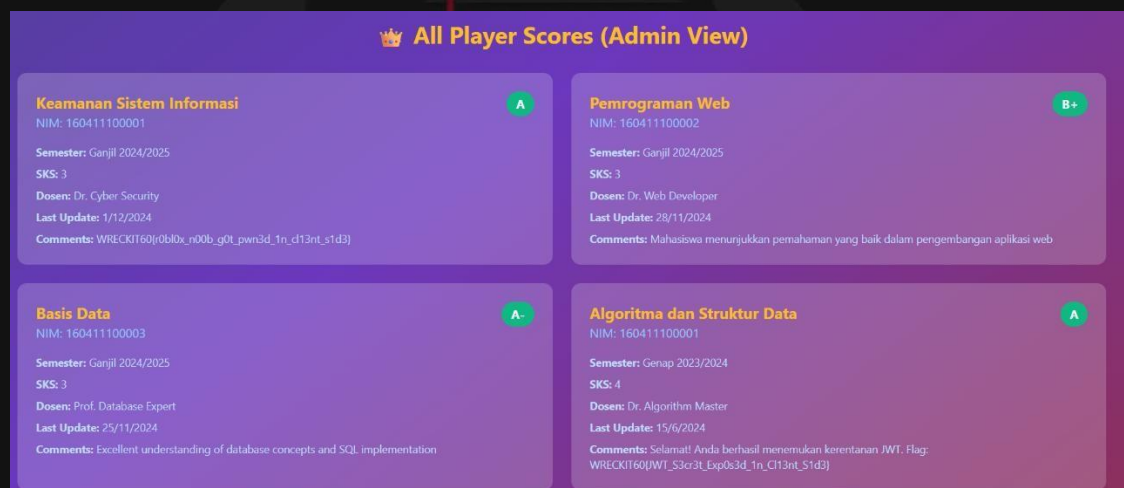 👑 All Player Scores (Admin View)
Keamanan Sistem Informasi
A
NIM: 160411100001
Semester: Ganjil 2024/2025
SKS: 3
Dosen: Dr. Cyber Security
Last Update: 1/12/2024
Comments: WRECKIT60{r0bl0x_n00b_g0t_pwn3d_1n_cl13nt_s1d3}
Pemrograman Web
B+
NIM: 160411100002
Semester: Ganjil 2024/2025
SKS: 3
Dosen: Dr. Web Developer
Last Update: 28/11/2024
Comments: Mahasiswa menunjukkan pemahaman yang baik dalam pengembangan aplikasi web
Basis Data
A-
NIM: 160411100003
Semester: Ganjil 2024/2025
SKS: 3
Dosen: Prof. Database Expert
Last Update: 25/11/2024
Comments: Excellent understanding of database concepts and SQL implementation
Algoritma dan Struktur Data
A
NIM: 160411100001
Semester: Genap 2023/2024
SKS: 4
Dosen: Dr. Algorithm Master
Last Update: 15/6/2024
Comments: Selamat! Anda berhasil menemukan kerentanan JWT. Flag:
WRECKIT60{JWT_S3cr3t_Exp0s3d_1n_Cl13nt_S1d3}